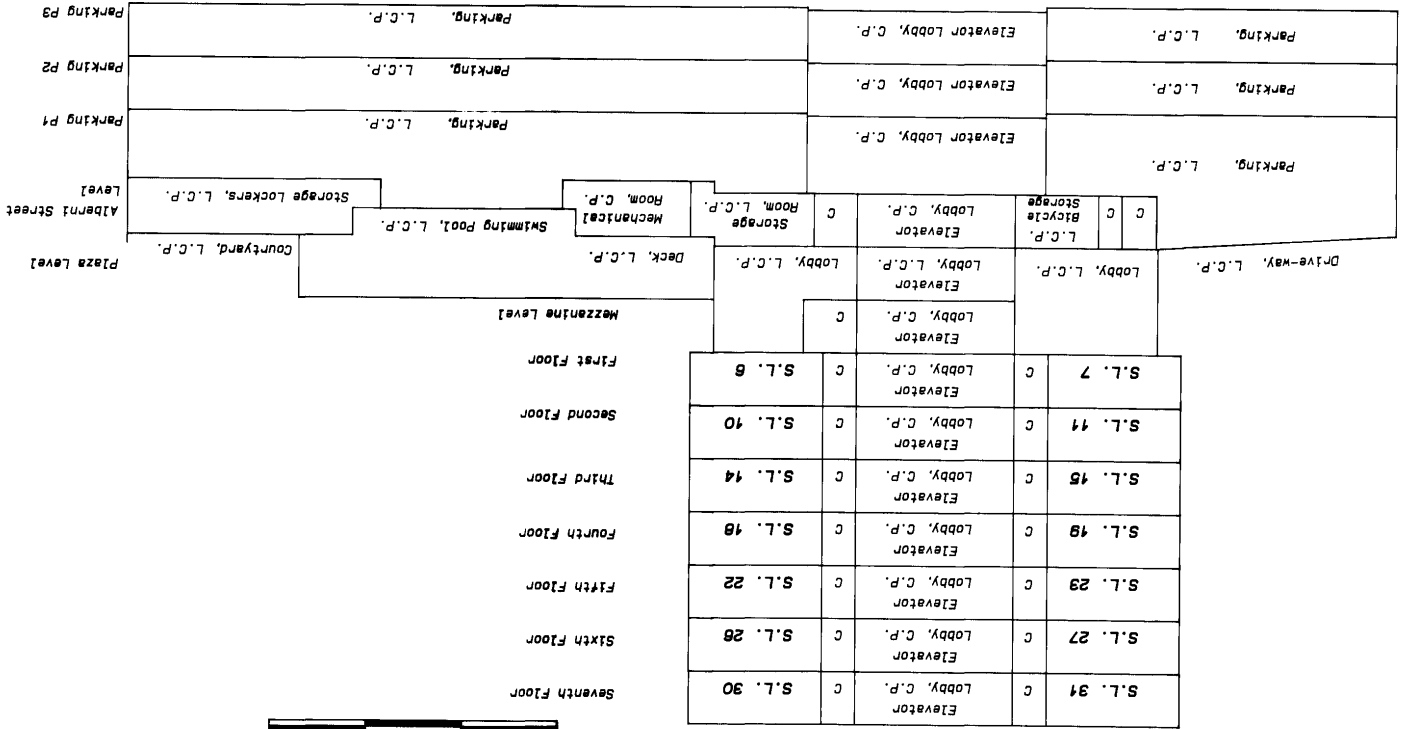 S.L. 31
C
Elevator
Lobby, C.P.
C
S.L. 30
Seventh Floor
S.L. 27
C
Elevator
Lobby, C.P.
C
S.L. 26
Sixth Floor
S.L. 23
C
Elevator
Lobby, C.P.
C
S.L. 22
Fifth Floor
S.L. 19
C
Elevator
Lobby, C.P.
C
S.L. 18
Fourth Floor
S.L. 15
C
Elevator
Lobby, C.P.
C
S.L. 14
Third Floor
S.L. 11
C
Elevator
Lobby, C.P.
C
S.L. 10
Second Floor
S.L. 7
C
Elevator
Lobby, C.P.
C
S.L. 6
First Floor
Elevator
Lobby, C.P.
C
Mezzanine Level
Drive-way, L.C.P.
Lobby, L.C.P.
Elevator
Lobby, L.C.P.
Lobby, L.C.P.
Deck, L.C.P.
Courtyard, L.C.P.
Plaza Level
C
C
L.C.P.
Bicycle
Storage
Elevator
Lobby, C.P.
C
Storage
Room, L.C.P.
Mechanical
Room, C.P.
Swimming Pool, L.C.P.
Storage Lockers, L.C.P.
Alberni Street
Level
Parking, L.C.P.
Elevator Lobby, C.P.
Parking, L.C.P.
Parking P1
Parking, L.C.P.
Elevator Lobby, C.P.
Parking, L.C.P.
Parking P2
Parking, L.C.P.
Elevator Lobby, C.P.
Parking, L.C.P.
Parking P3